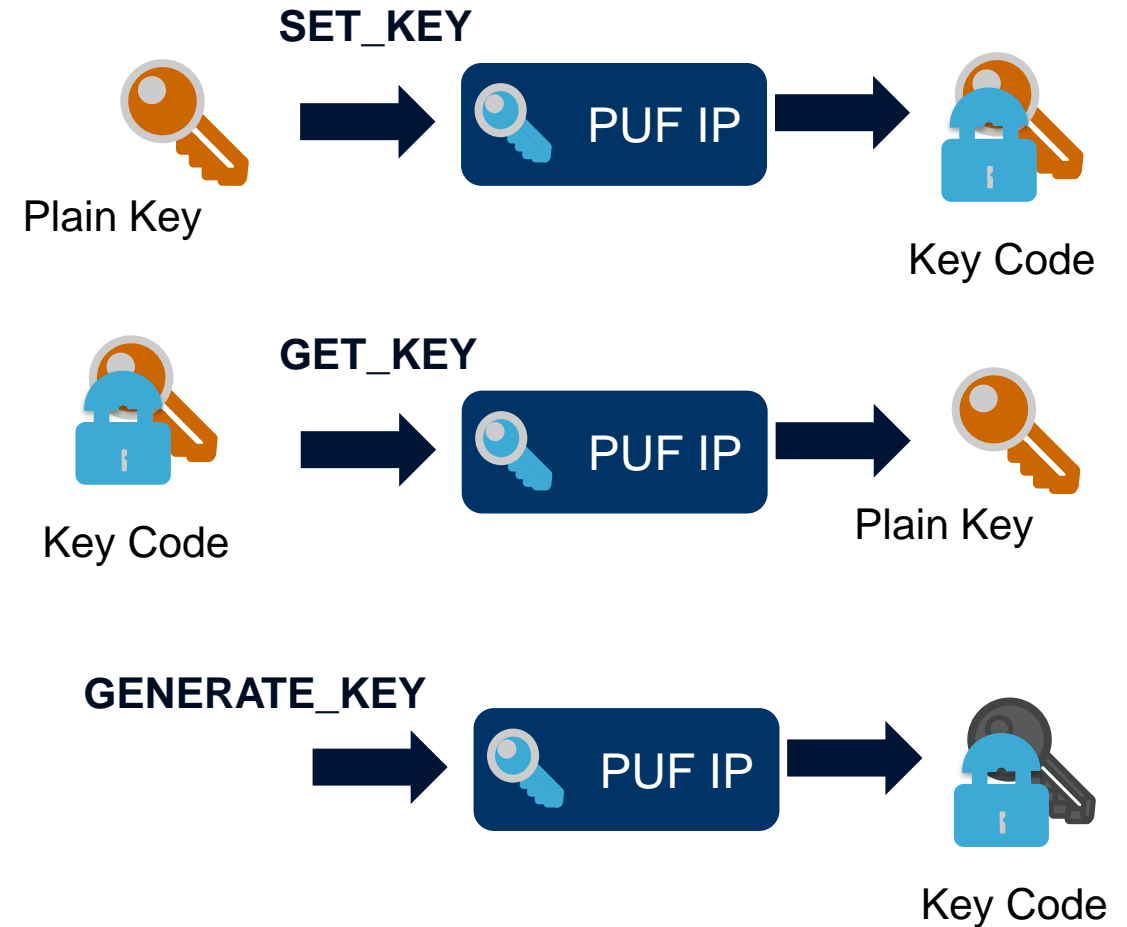 SET_KEY
PUF IP
Plain Key
Key Code
GET_KEY
PUF IP
Plain Key
Key Code
GENERATE_KEY
PUF IP
Key Code